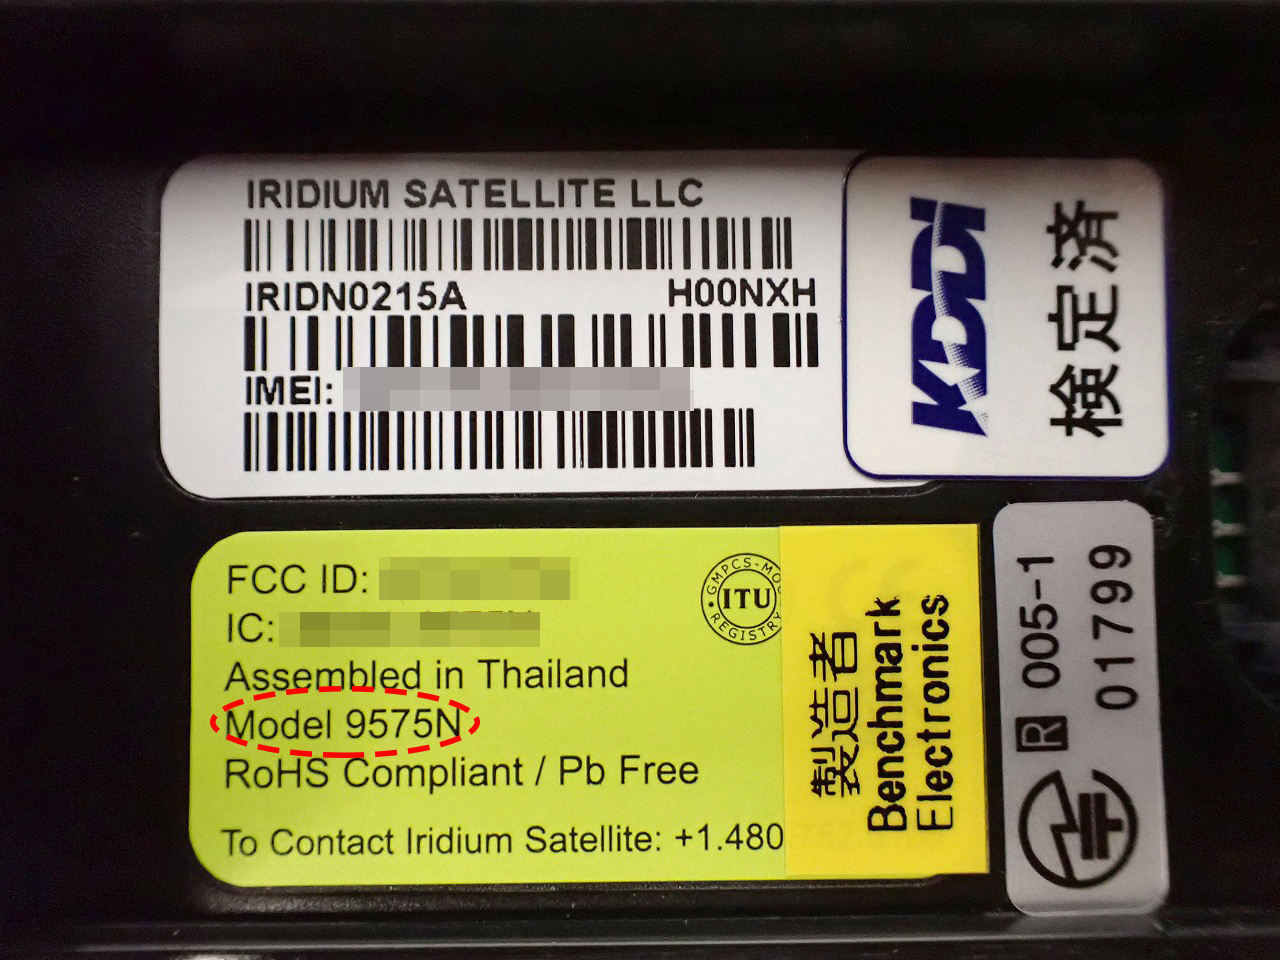 IRIDIUM SATELLITE LLC
IRIDN0215A H00NXH
IMEI:
KDDI
検定済
FCC ID:
IC:
Assembled in Thailand
Model 9575N
RoHS Compliant / Pb Free
To Contact Iridium Satellite: +1.480
GMPCS-MO
ITU
REGISTRY
製造者
Benchmark
Electronics
R 005-1
01799